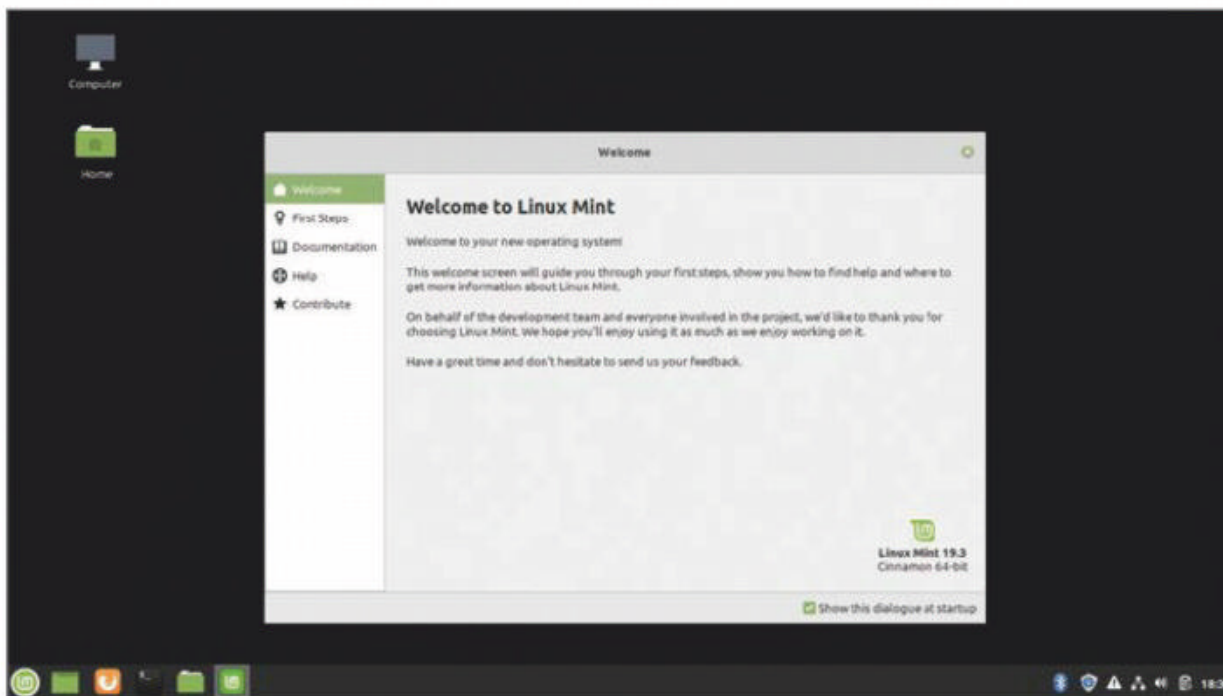 Computer
Home
Welcome
Welcome
First Steps
Documentation
Help
Contribute
Welcome to Linux Mint
Welcome to your new operating system!
This welcome screen will guide you through your first steps, show you how to find help and where to
get more information about Linux Mint.
On behalf of the development team and everyone involved in the project, we'd like to thank you for
choosing Linux Mint. We hope you'll enjoy using it as much as we enjoy working on it.
Have a great time and don't hesitate to send us your feedback.
Linux Mint 19.3
Cinnamon 64-bit
Show this dialogue at startup